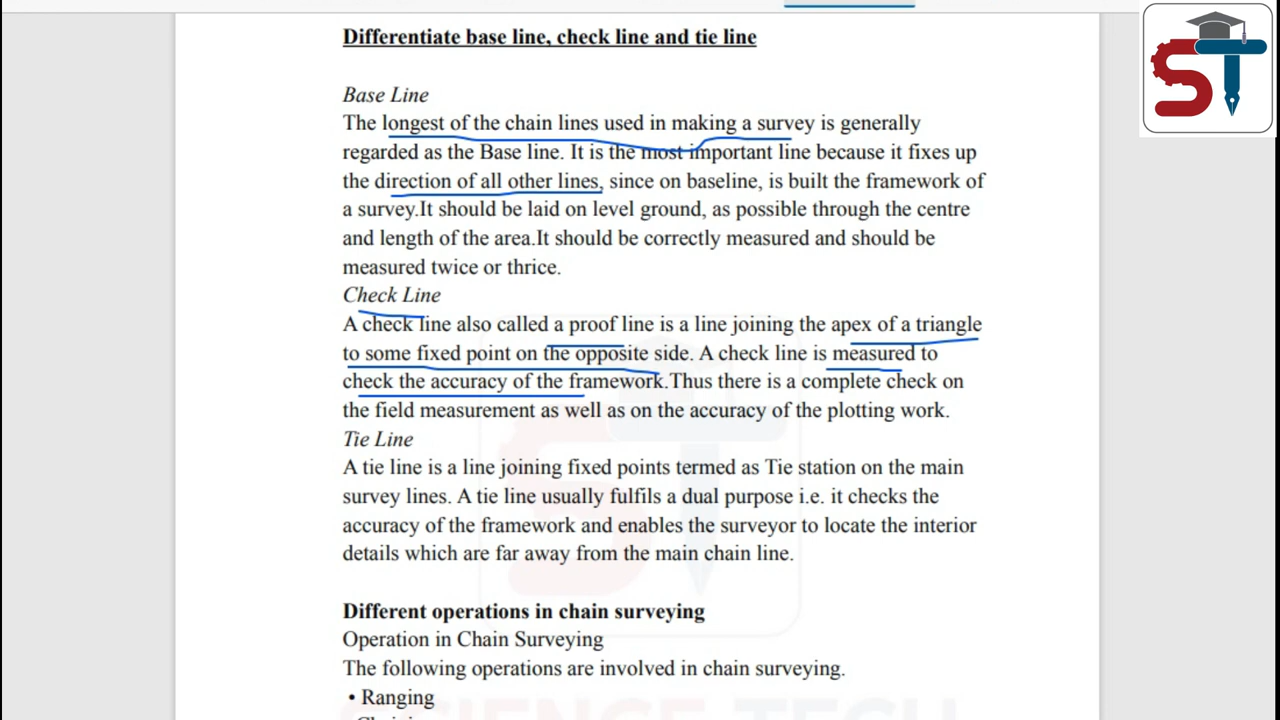 ST
Differentiate base line, check line and tie line
Base Line
The longest of the chain lines used in making a survey is generally
regarded as the Base line. It is the most important line because it fixes up
the direction of all other lines, since on baseline, is built the framework of
a survey.It should be laid on level ground, as possible through the centre
and length of the area.It should be correctly measured and should be
measured twice or thrice.
Check Line
A check line also called a proof line is a line joining the apex of a triangle
to some fixed point on the opposite side. A check line is measured to
check the accuracy of the framework.Thus there is a complete check on
the field measurement as well as on the accuracy of the plotting work.
Tie Line
A tie line is a line joining fixed points termed as Tie station on the main
survey lines. A tie line usually fulfils a dual purpose i.e. it checks the
accuracy of the framework and enables the surveyor to locate the interior
details which are far away from the main chain line.
Different operations in chain surveying
Operation in Chain Surveying
The following operations are involved in chain surveying.
• Ranging
SCIENCE TECH